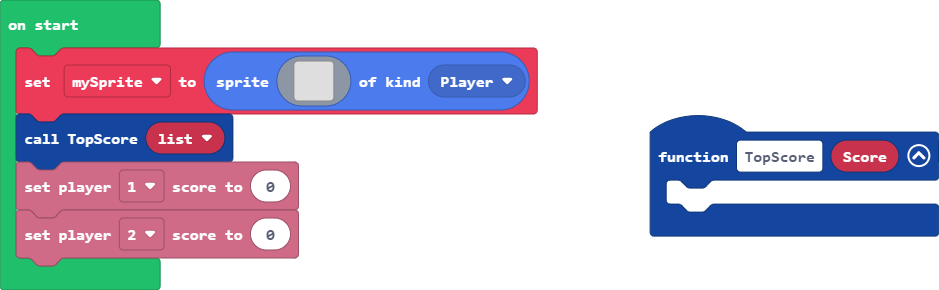 on start
set mySprite to sprite of kind Player
call TopScore list
function TopScore Score
set player 1 score to 0
set player 2 score to 0